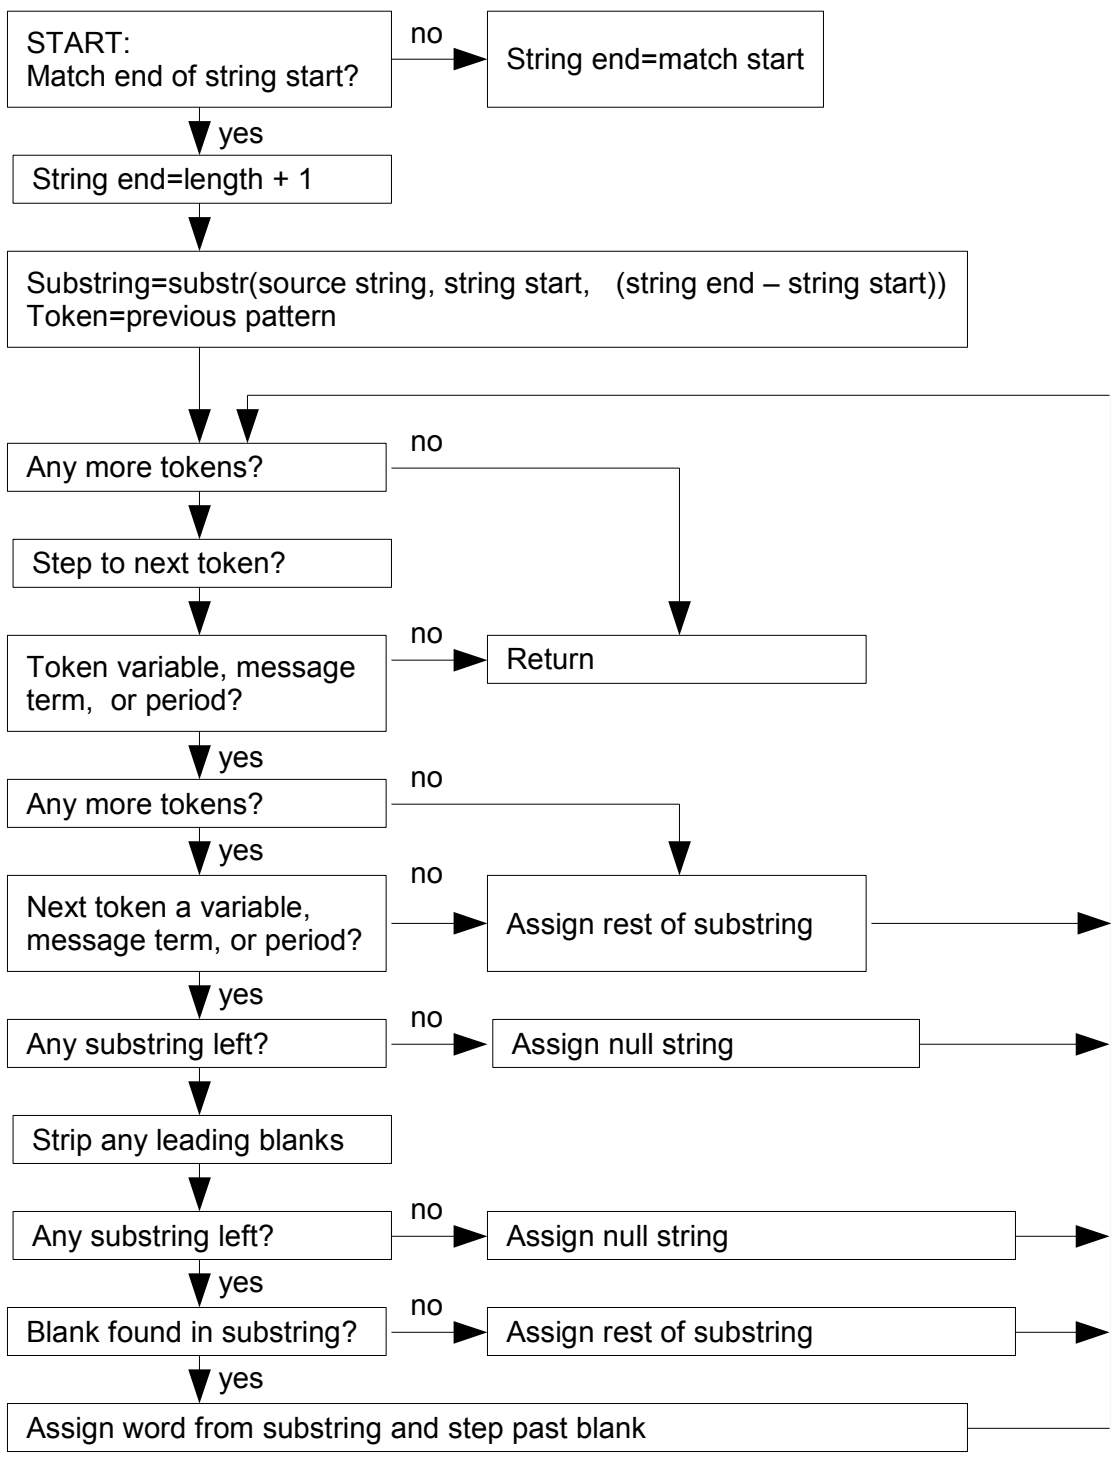 START:
Match end of string start?
no
String end=match start
yes
String end=length + 1
Substring=substr(source string, string start, (string end – string start))
Token=previous pattern
Any more tokens?
no
Step to next token?
Token variable, message
term, or period?
no
Return
yes
Any more tokens?
no
yes
Next token a variable,
message term, or period?
no
Assign rest of substring
yes
Any substring left?
no
Assign null string
Strip any leading blanks
Any substring left?
no
Assign null string
yes
Blank found in substring?
no
Assign rest of substring
yes
Assign word from substring and step past blank